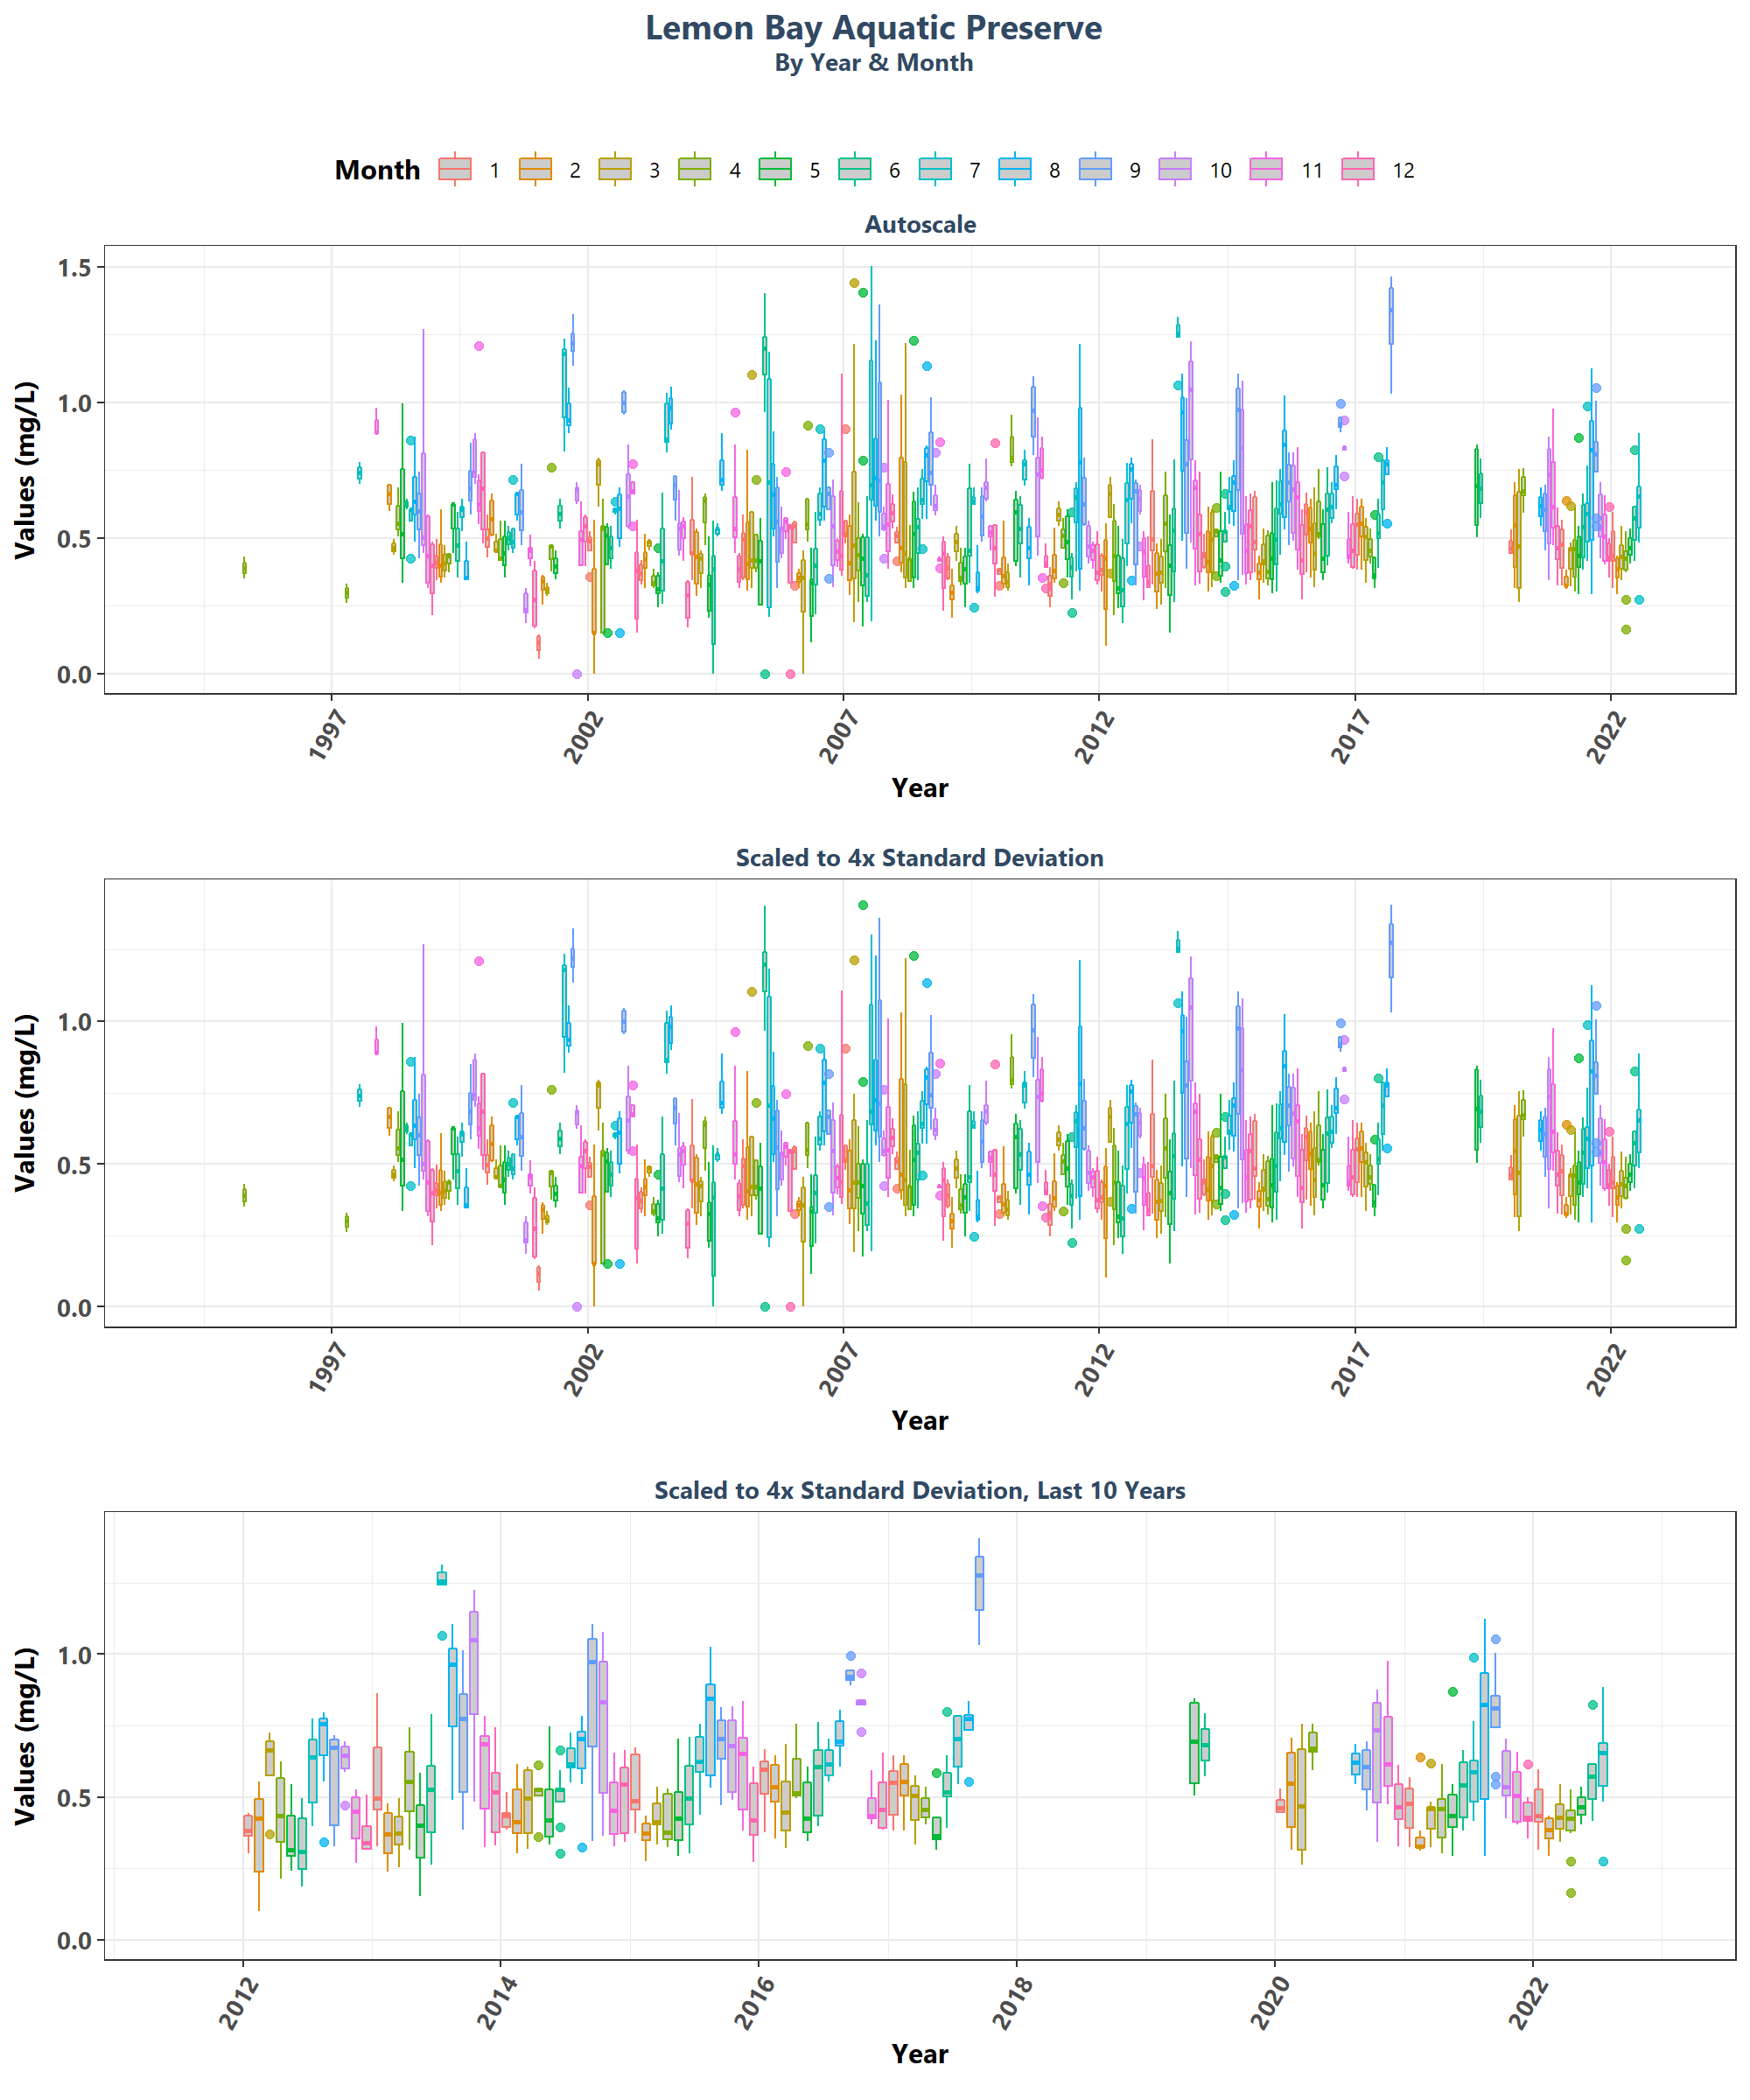 Lemon Bay Aquatic Preserve
By Year & Month
Month 1 2 3 4 5 6 7 8 9 10 11 12
Autoscale
Values (mg/L)
1.5
1.0
0.5
0.0
1997 2002 2007 2012 2017 2022
Year
Scaled to 4x Standard Deviation
Values (mg/L)
1.0
0.5
0.0
1997 2002 2007 2012 2017 2022
Year
Scaled to 4x Standard Deviation, Last 10 Years
Values (mg/L)
1.0
0.5
0.0
2012 2014 2016 2018 2020 2022
Year